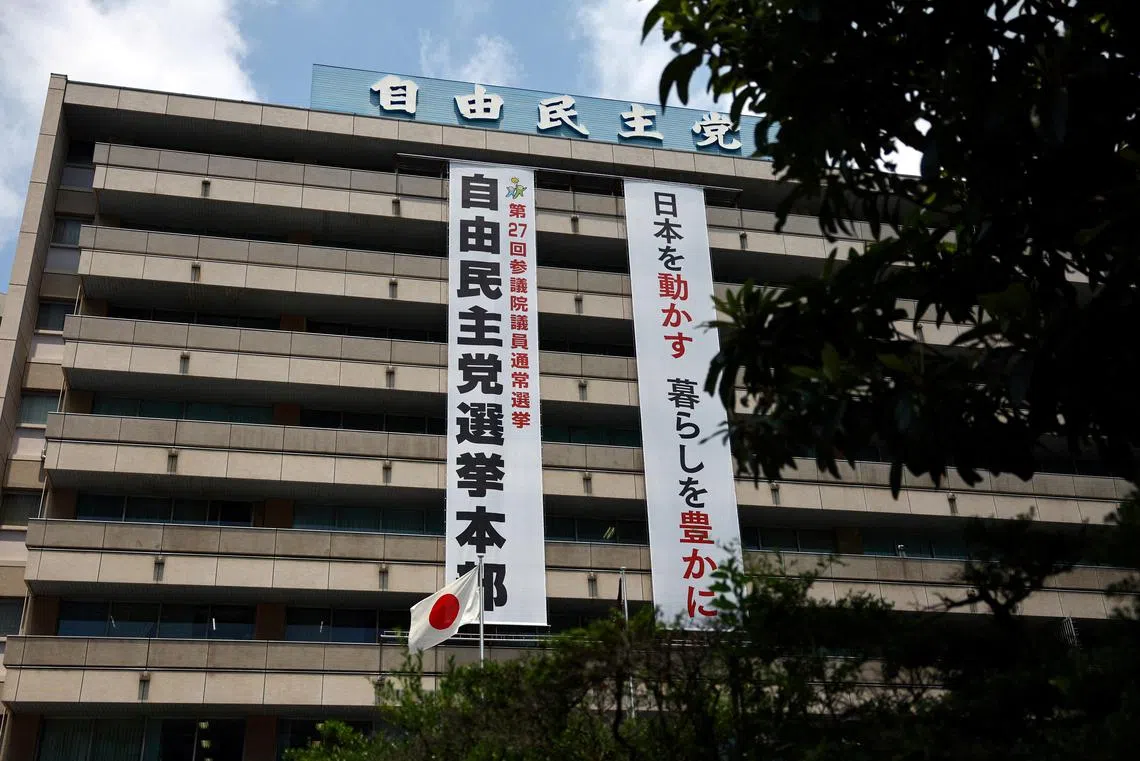 自由民主党
第27回参議院議員通常選挙
自由民主党選挙本部
日本を動かす 暮らしを豊かに